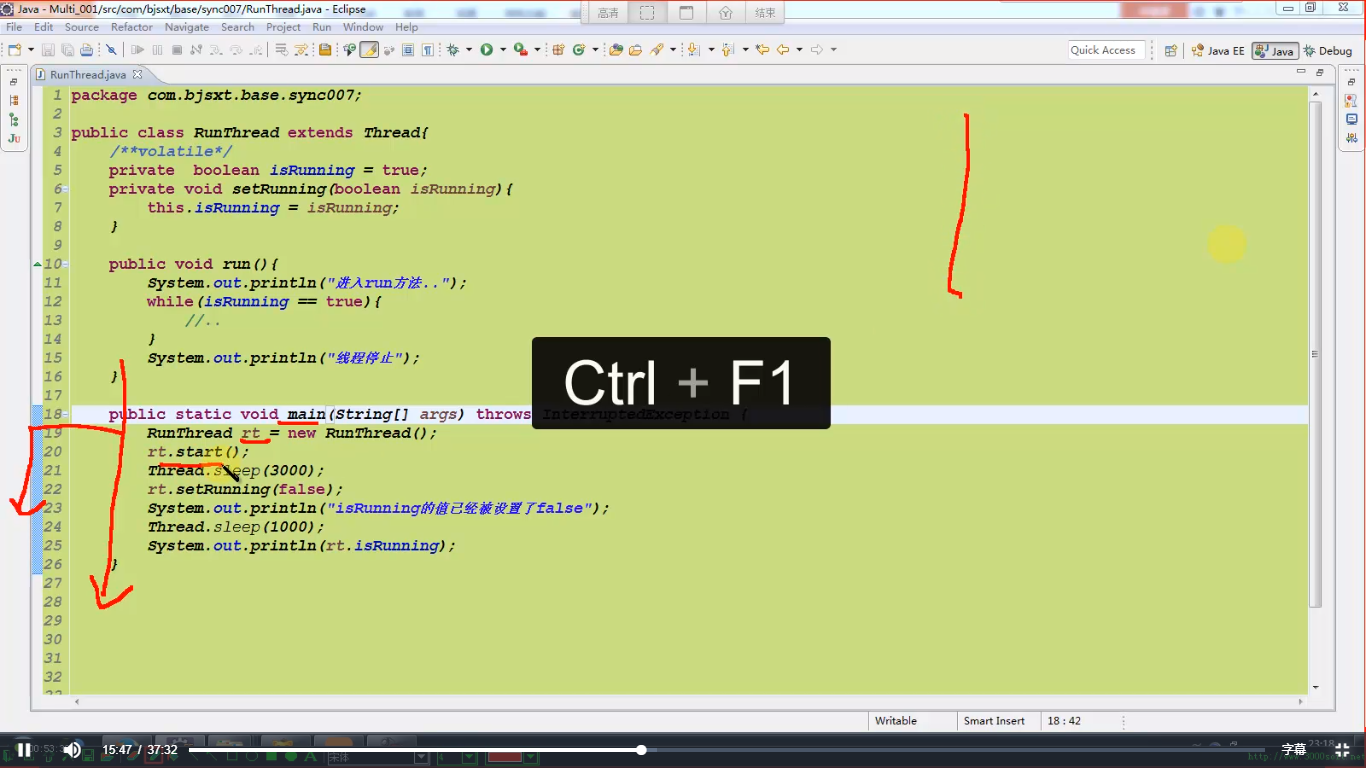 Java - Multi_001/src/com/bjsxt/base/sync007/RunThread.java - Eclipse
高清 结束
File Edit Source Refactor Navigate Search Project Run Window Help
Quick Access Java EE Java Debug
RunThread.java
1 package com.bjsxt.base.sync007;
2
3 public class RunThread extends Thread{
4 /**volatile*/
5 private boolean isRunning = true;
6 private void setRunning(boolean isRunning){
7 this.isRunning = isRunning;
8 }
9
10 public void run(){
11 System.out.println("进入run方法..");
12 while(isRunning == true){
13 //..
14 }
15 System.out.println("线程停止");
16 }
17
18 public static void main(String[] args) throws InterruptedException {
19 RunThread rt = new RunThread();
20 rt.start();
21 Thread.sleep(3000);
22 rt.setRunning(false);
23 System.out.println("isRunning的值已经被设置了false");
24 Thread.sleep(1000);
25 System.out.println(rt.isRunning);
26 }
27
28
29
30
31
32
Ctrl + F1
Writable Smart Insert 18 : 42
15:47 / 37:32 字幕